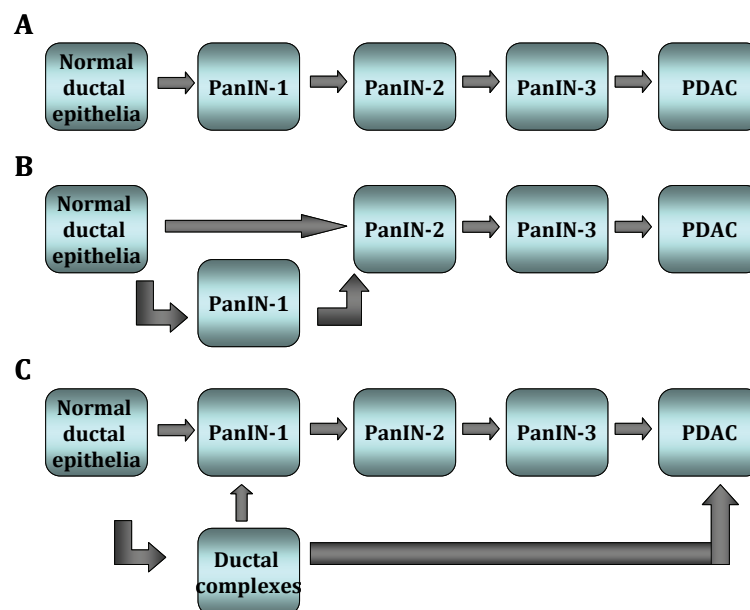 A
Normal
ductal
epithelia
PanIN-1
PanIN-2
PanIN-3
PDAC
B
Normal
ductal
epithelia
PanIN-2
PanIN-3
PDAC
PanIN-1
C
Normal
ductal
epithelia
PanIN-1
PanIN-2
PanIN-3
PDAC
Ductal
complexes